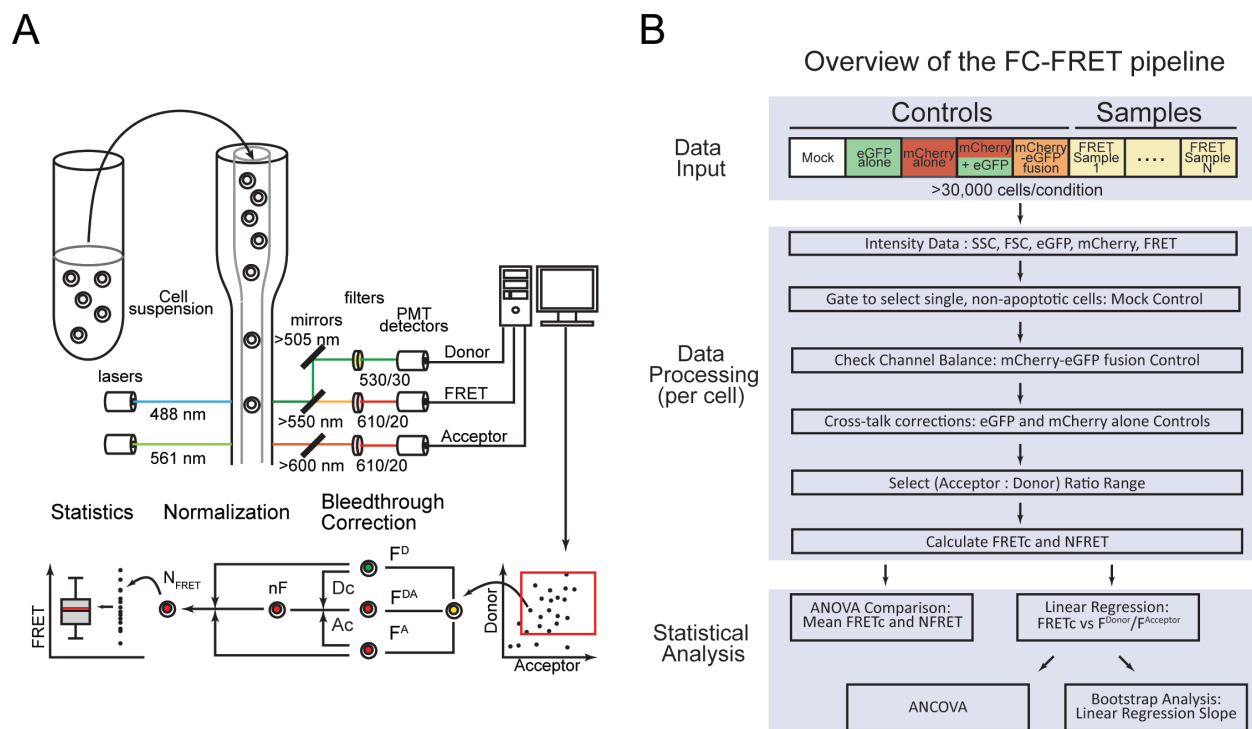 A
Cell
suspension
lasers
488 nm
561 nm
mirrors
>505 nm
>550 nm
>600 nm
filters
530/30
610/20
610/20
PMT
detectors
Donor
FRET
Acceptor
Statistics
Normalization
Bleedthrough
Correction
FRET
N_FRET
nF
Dc
Ac
F^D
F^DA
F^A
Donor
Acceptor
B
Overview of the FC-FRET pipeline
Controls
Samples
Data
Input
Mock
eGFP
alone
mCherry
alone
mCherry
+ eGFP
mCherry
-eGFP
fusion
FRET
Sample
1
....
FRET
Sample
N
>30,000 cells/condition
Data
Processing
(per cell)
Intensity Data : SSC, FSC, eGFP, mCherry, FRET
Gate to select single, non-apoptotic cells: Mock Control
Check Channel Balance: mCherry-eGFP fusion Control
Cross-talk corrections: eGFP and mCherry alone Controls
Select (Acceptor : Donor) Ratio Range
Calculate FRETc and NFRET
Statistical
Analysis
ANOVA Comparison:
Mean FRETc and NFRET
Linear Regression:
FRETc vs F^Donor/F^Acceptor
ANCOVA
Bootstrap Analysis:
Linear Regression Slope